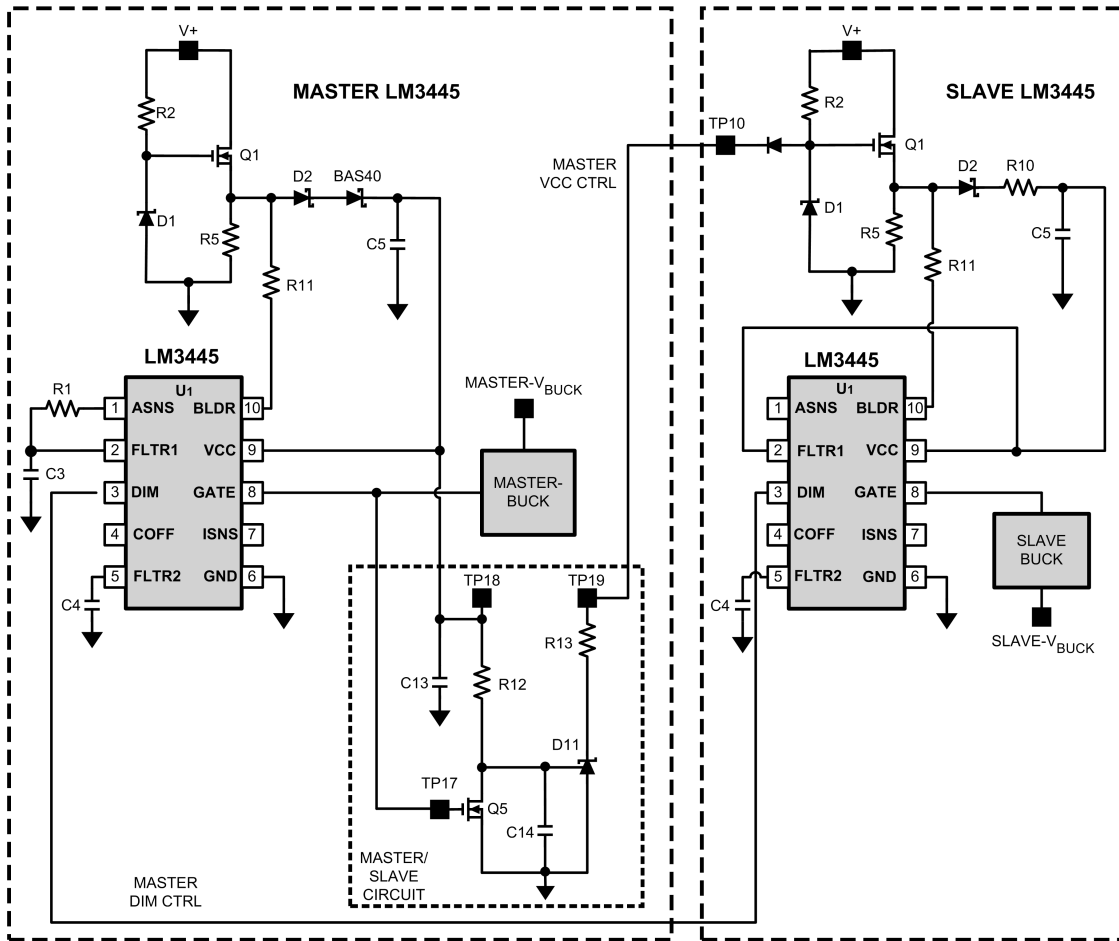 V+
MASTER LM3445
R2
Q1
D2
BAS40
D1
R5
C5
R11
MASTER
VCC CTRL
LM3445
R1
U1
1 ASNS BLDR 10
2 FLTR1 VCC 9
3 DIM GATE 8
4 COFF ISNS 7
5 FLTR2 GND 6
C3
C4
MASTER-VBUCK
MASTER-
BUCK
TP18
TP19
R13
C13
R12
D11
TP17
Q5
C14
MASTER/
SLAVE
CIRCUIT
MASTER
DIM CTRL
V+
SLAVE LM3445
R2
TP10
Q1
D2
R10
D1
R5
C5
R11
LM3445
U1
1 ASNS BLDR 10
2 FLTR1 VCC 9
3 DIM GATE 8
4 COFF ISNS 7
5 FLTR2 GND 6
C4
SLAVE
BUCK
SLAVE-VBUCK